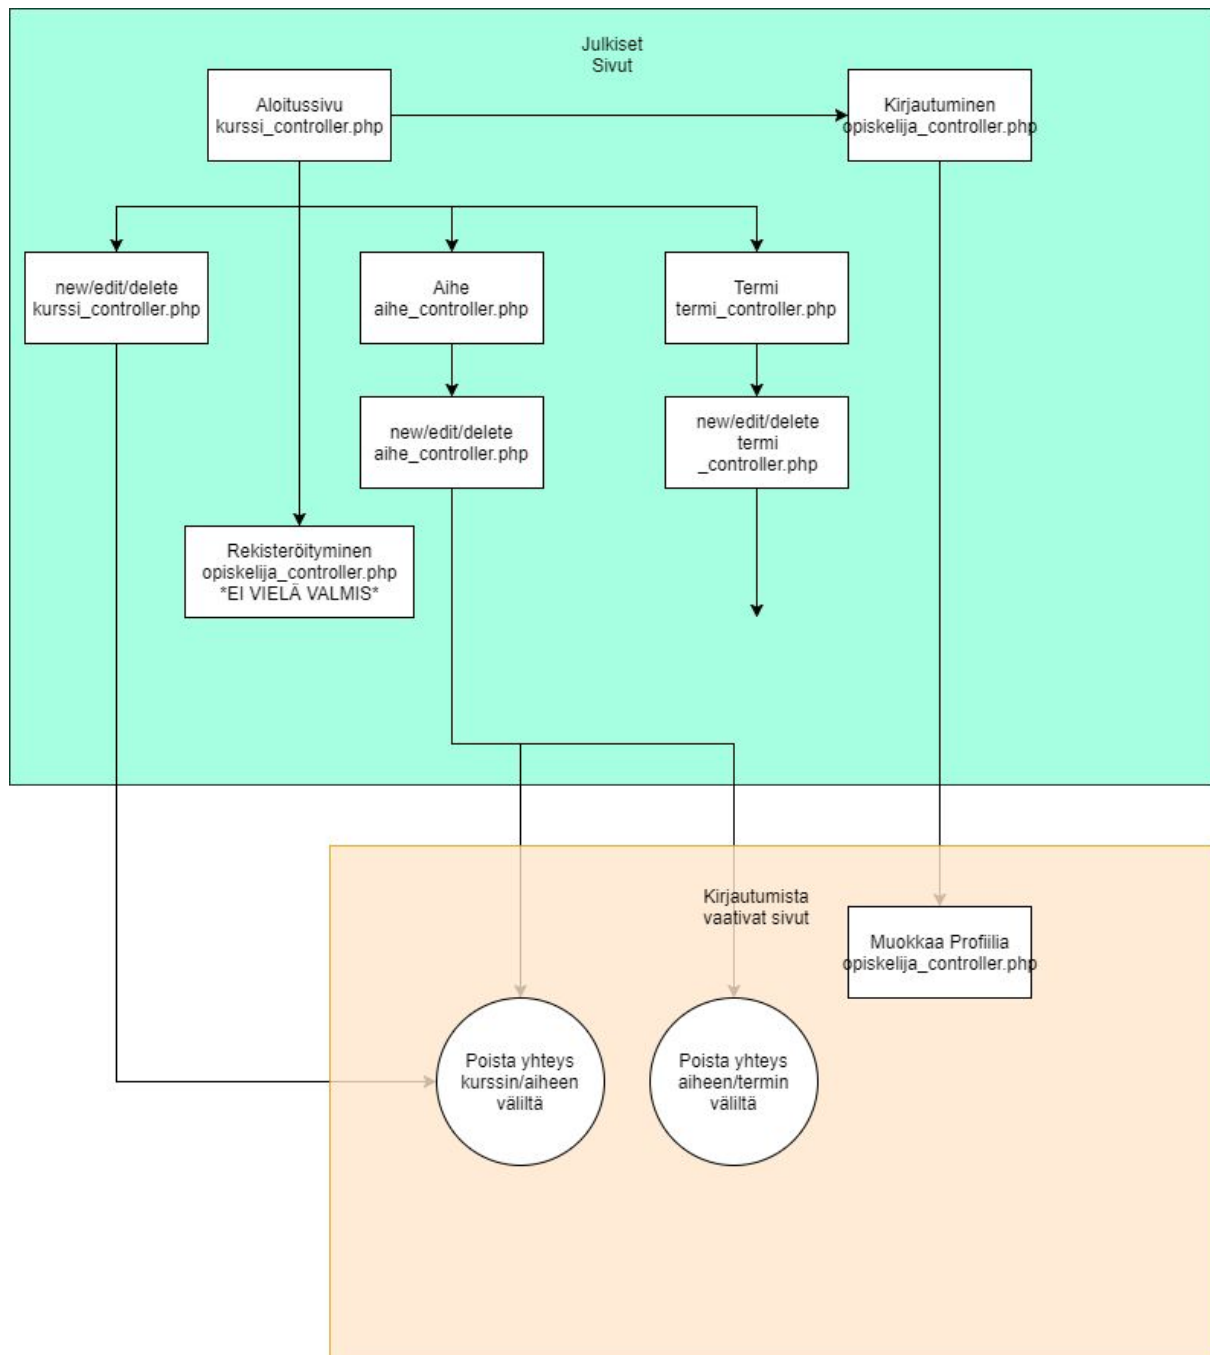 Julkiset
Sivut
Aloitussivu
kurssi_controller.php
Kirjautuminen
opiskelija_controller.php
new/edit/delete
kurssi_controller.php
Aihe
aihe_controller.php
Termi
termi_controller.php
new/edit/delete
aihe_controller.php
new/edit/delete
termi
_controller.php
Rekisteröityminen
opiskelija_controller.php
*EI VIELÄ VALMIS*
Kirjautumista
vaativat sivut
Muokkaa Profiilia
opiskelija_controller.php
Poista yhteys
kurssin/aiheen
väliltä
Poista yhteys
aiheen/termin
väliltä